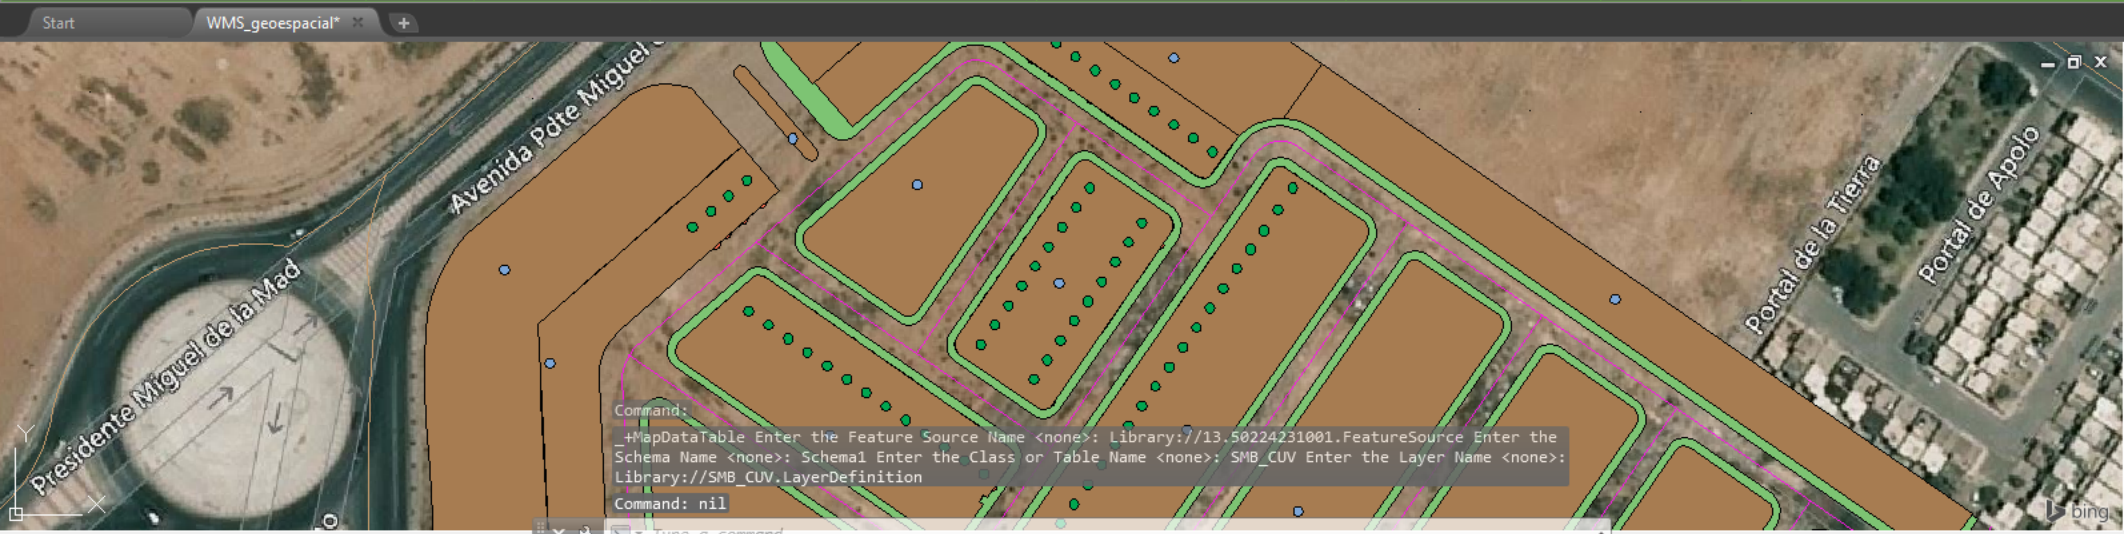 Start
WMS_geoespacial*
Avenida Pdte Miguel
Presidente Miguel de la Mad
Portal de la Tierra
Portal de Apolo
Command:
_+MapDataTable Enter the Feature Source Name <none>: Library://13.50224231001.FeatureSource Enter the
Schema Name <none>: Schema1 Enter the Class or Table Name <none>: SMB_CUV Enter the Layer Name <none>:
Library://SMB_CUV.LayerDefinition
Command: nil
Type a command
Y
X
bing